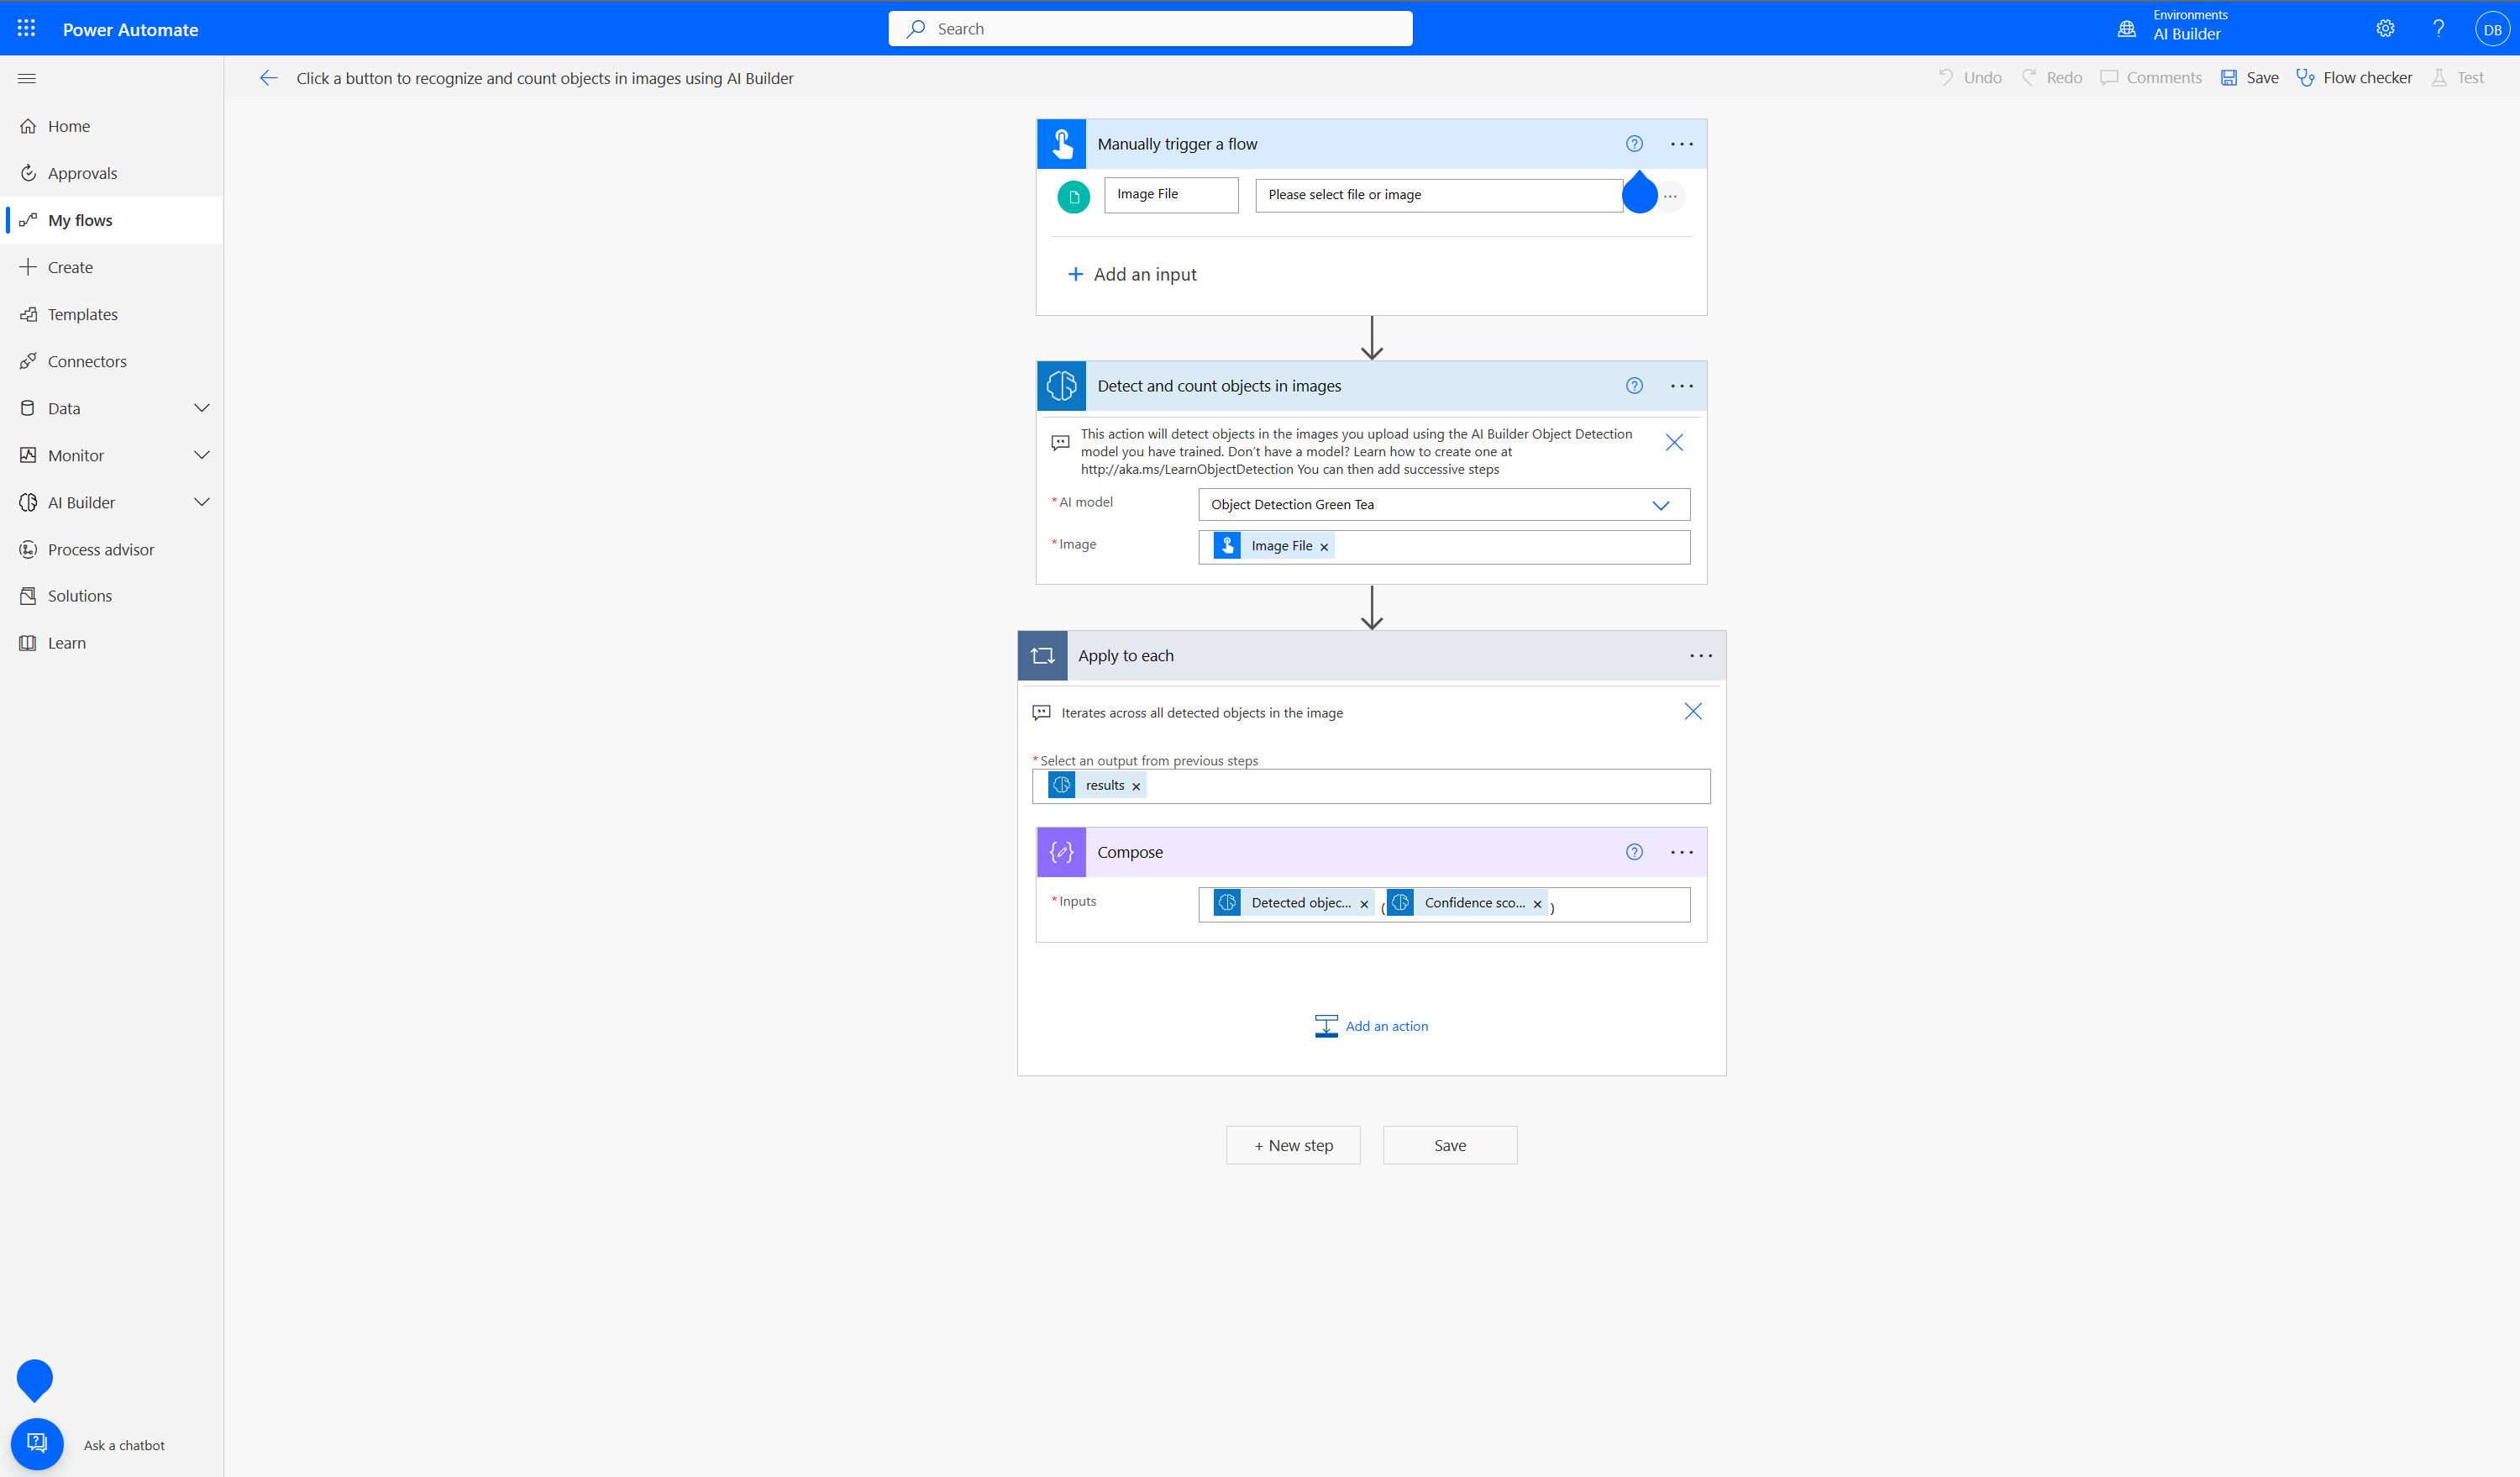 Power Automate
Search
Environments
AI Builder
?
DB
Click a button to recognize and count objects in images using AI Builder
Undo
Redo
Comments
Save
Flow checker
Test
Home
Approvals
My flows
Create
Templates
Connectors
Data
Monitor
AI Builder
Process advisor
Solutions
Learn
Ask a chatbot
Manually trigger a flow
Image File
Please select file or image
Add an input
Detect and count objects in images
This action will detect objects in the images you upload using the AI Builder Object Detection
model you have trained. Don't have a model? Learn how to create one at
http://aka.ms/LearnObjectDetection You can then add successive steps
* AI model
Object Detection Green Tea
* Image
Image File
Apply to each
Iterates across all detected objects in the image
* Select an output from previous steps
results
Compose
* Inputs
Detected objec... ( Confidence sco... )
Add an action
+ New step
Save